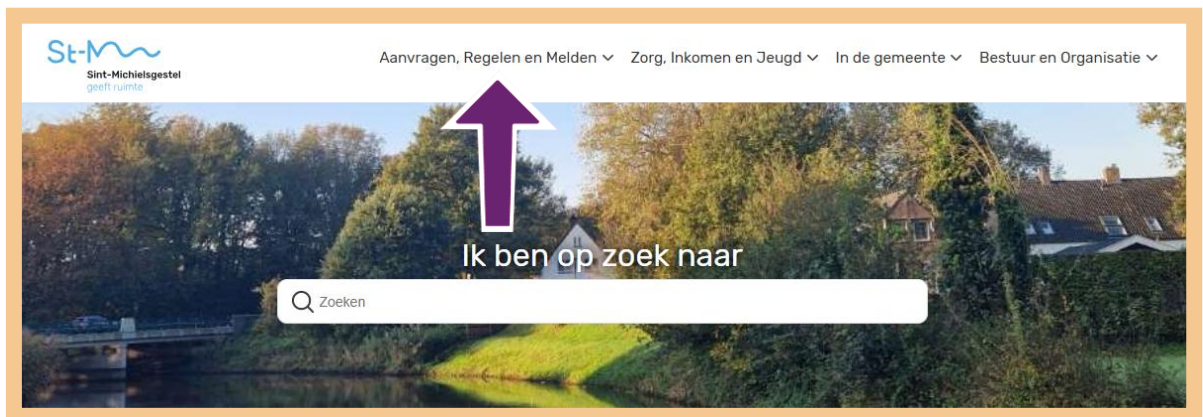 St-M
Sint-Michielsgestel
geeft ruimte
Aanvragen, Regelen en Melden Zorg, Inkomen en Jeugd In de gemeente Bestuur en Organisatie
Ik ben op zoek naar
Zoeken